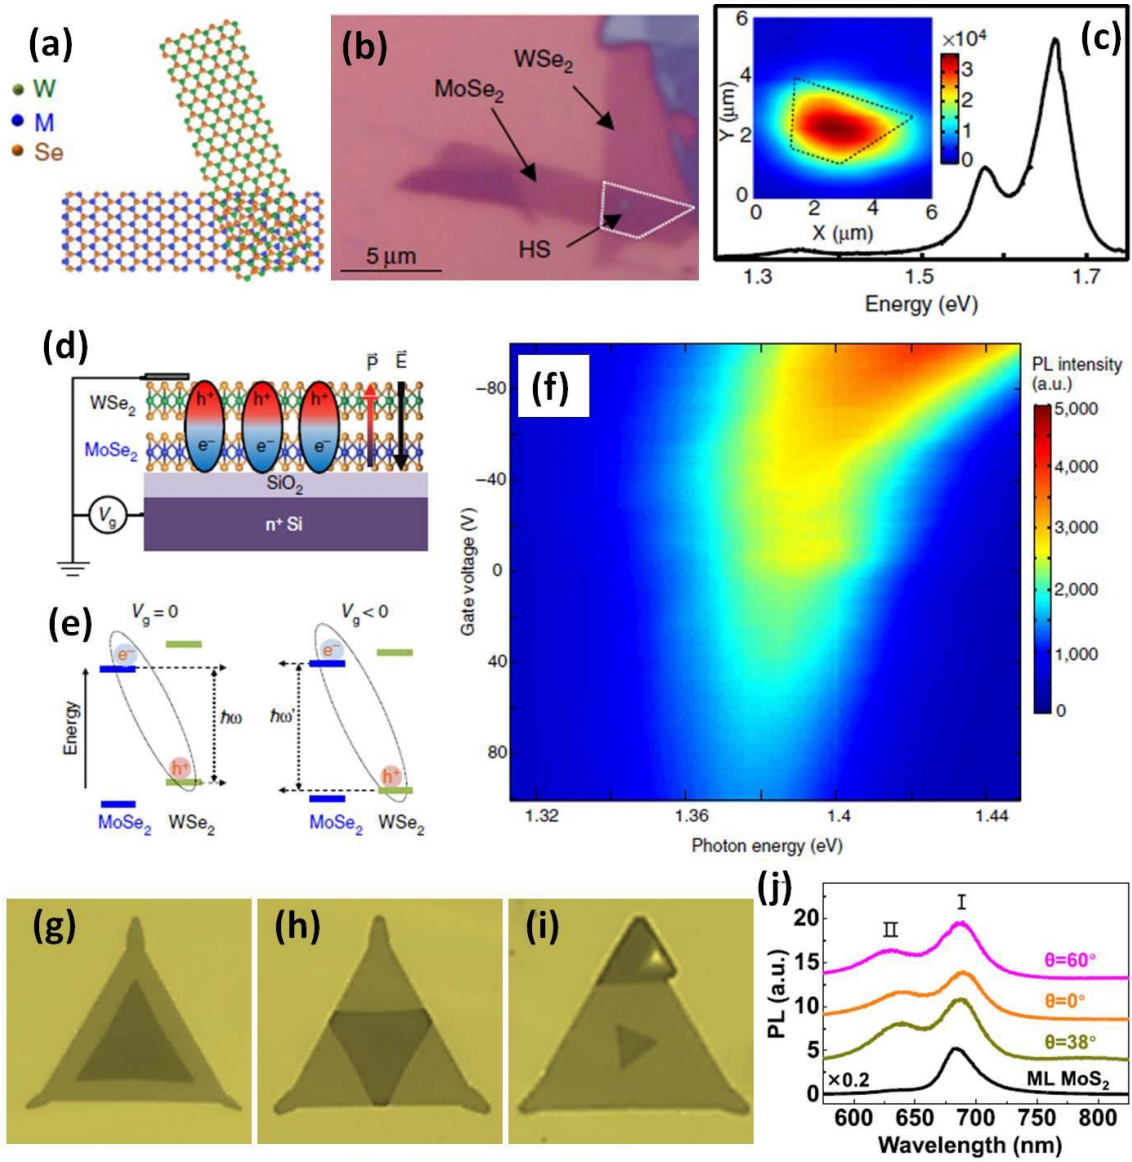 (a)
W
M
Se
(b)
WSe₂
MoSe₂
HS
5 μm
(c)
×10⁴
3
2
1
0
Y (μm)
6
4
2
0
0 2 4 6
X (μm)
1.3 1.5 1.7
Energy (eV)
(d)
WSe₂
MoSe₂
h⁺ h⁺ h⁺
e⁻ e⁻ e⁻
P⃗ E⃗
SiO₂
n⁺ Si
Vg
(e)
Vg = 0 Vg < 0
e⁻ e⁻
ħω ħω'
Energy
h⁺ h⁺
MoSe₂ WSe₂ MoSe₂ WSe₂
(f)
Gate voltage (V)
−80
−40
0
40
80
1.32 1.36 1.4 1.44
Photon energy (eV)
PL intensity
(a.u.)
5,000
4,000
3,000
2,000
1,000
0
(g)
(h)
(i)
(j)
PL (a.u.)
20
15
10
5
0
II I
θ=60°
θ=0°
θ=38°
×0.2 ML MoS₂
600 650 700 750 800
Wavelength (nm)